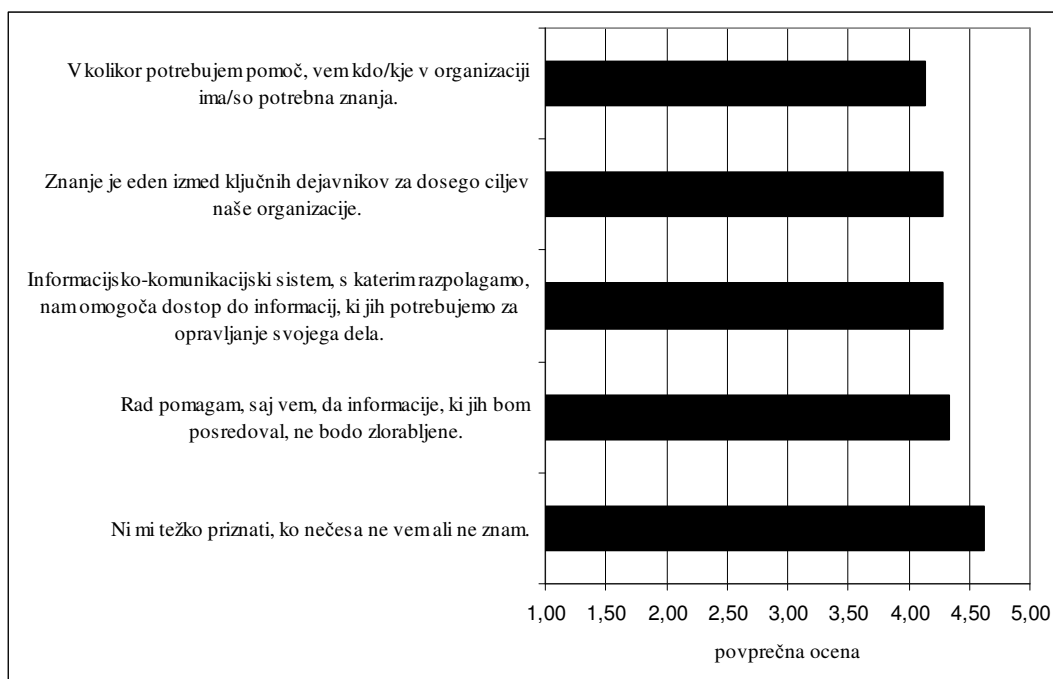 V kolikor potrebujem pomoč, vem kdo/kje v organizaciji
ima/so potrebna znanja.
Znanje je eden izmed ključnih dejavnikov za dosego ciljev
naše organizacije.
Informacijsko-komunikacijski sistem, s katerim razpolagamo,
nam omogoča dostop do informacij, ki jih potrebujemo za
opravljanje svojega dela.
Rad pomagam, saj vem, da informacije, ki jih bom
posredoval, ne bodo zlorabljene.
Ni mi težko priznati, ko nečesa ne vem ali ne znam.
1,00 1,50 2,00 2,50 3,00 3,50 4,00 4,50 5,00
povprečna ocena